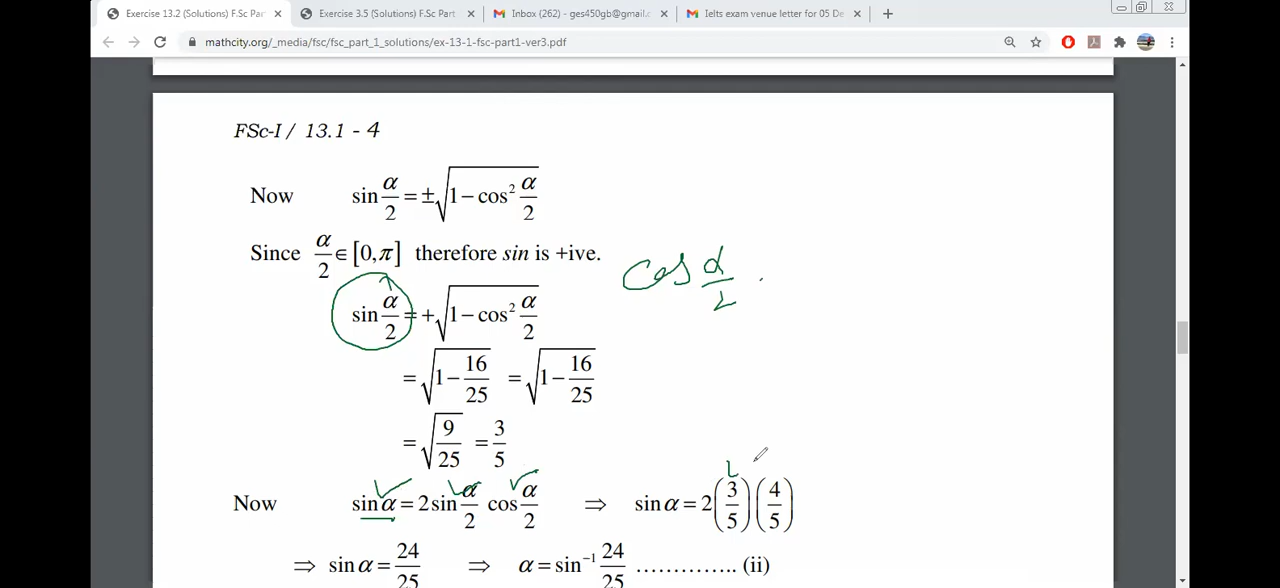 Exercise 13.2 (Solutions) F.Sc Par
Exercise 3.5 (Solutions) F.Sc Part
Inbox (262) - ges450gb@gmail.c
Ielts exam venue letter for 05 De
mathcity.org/_media/fsc/fsc_part_1_solutions/ex-13-1-fsc-part1-ver3.pdf
FSc-I / 13.1 - 4
Now sin α/2 = ±√(1 − cos² α/2)
Since α/2 ∈ [0, π] therefore sin is +ive.
cos α/2
sin α/2 = +√(1 − cos² α/2)
= √(1 − 16/25) = √(1 − 16/25)
= √(9/25) = 3/5
Now sin α = 2 sin α/2 cos α/2 ⇒ sin α = 2(3/5)(4/5)
⇒ sin α = 24/25 ⇒ α = sin⁻¹ 24/25 ………….. (ii)